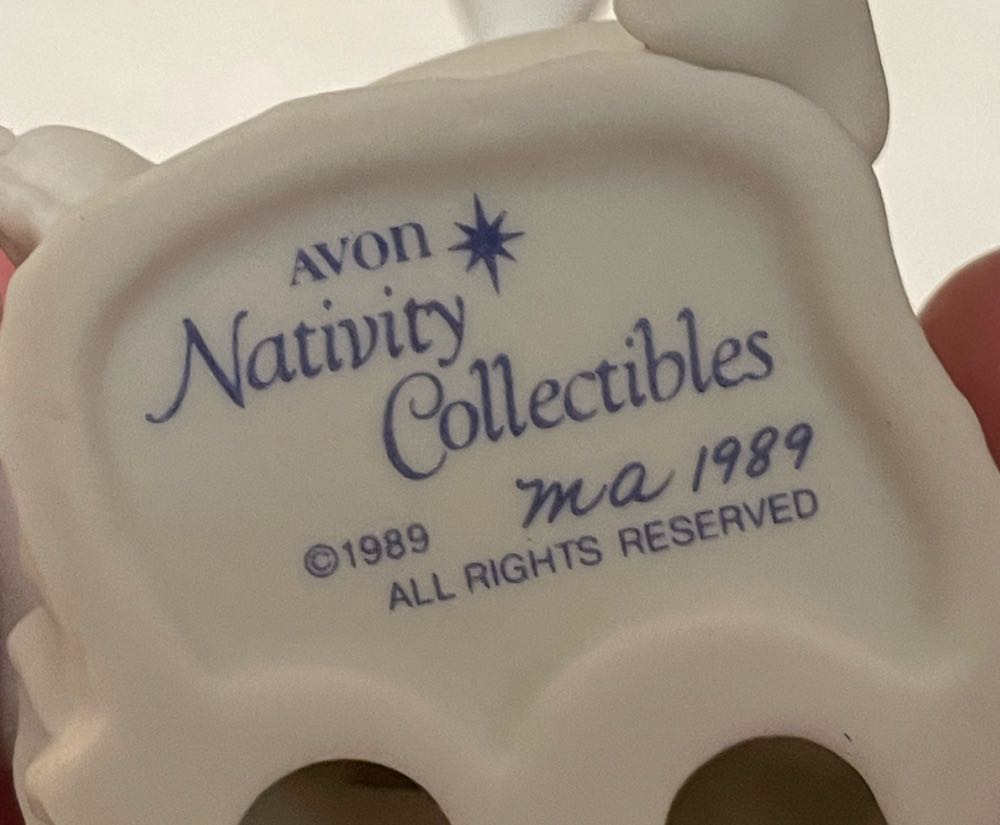 AVON
Nativity
Collectibles
ma 1989
©1989
ALL RIGHTS RESERVED